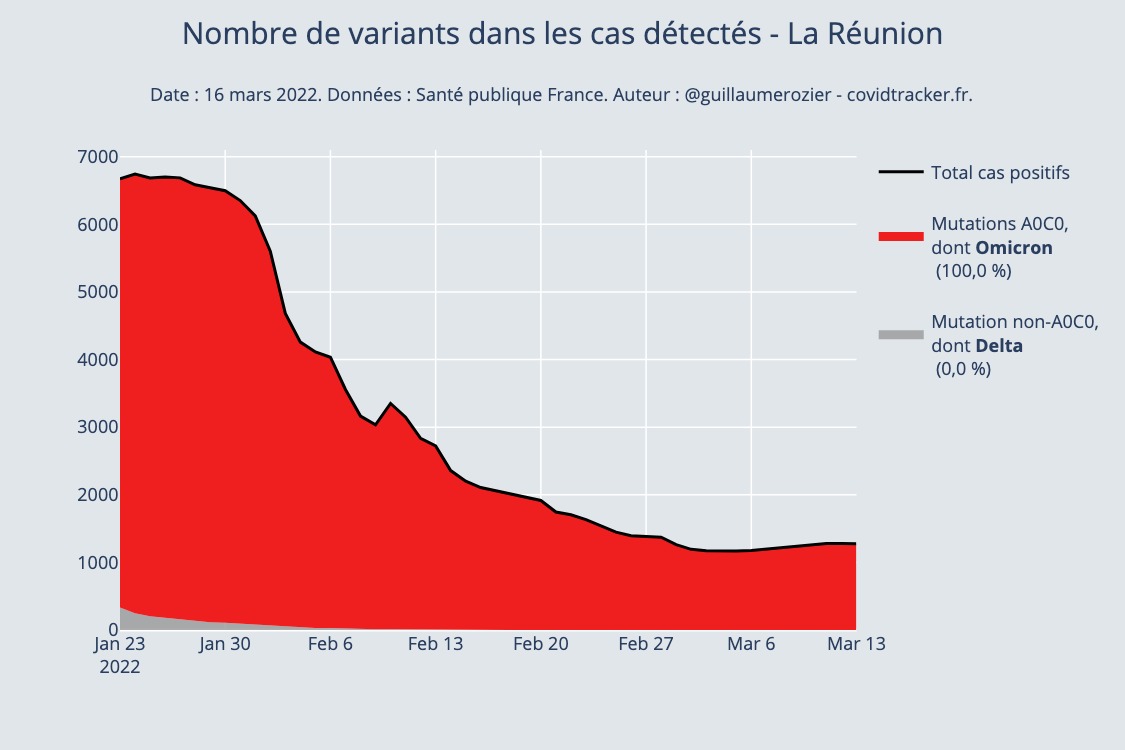 Nombre de variants dans les cas détectés - La Réunion
Date : 16 mars 2022. Données : Santé publique France. Auteur : @guillaumerozier - covidtracker.fr.
7000
6000
5000
4000
3000
2000
1000
0
Jan 23
2022
Jan 30
Feb 6
Feb 13
Feb 20
Feb 27
Mar 6
Mar 13
Total cas positifs
Mutations A0C0,
dont Omicron
(100,0 %)
Mutation non-A0C0,
dont Delta
(0,0 %)